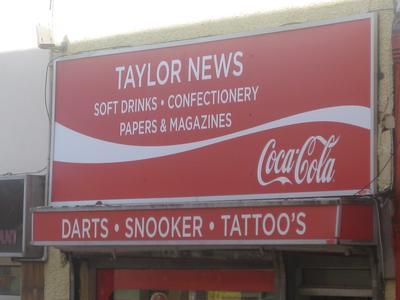 TAYLOR NEWS
SOFT DRINKS • CONFECTIONERY
PAPERS & MAGAZINES
Coca-Cola
DARTS • SNOOKER • TATTOO'S